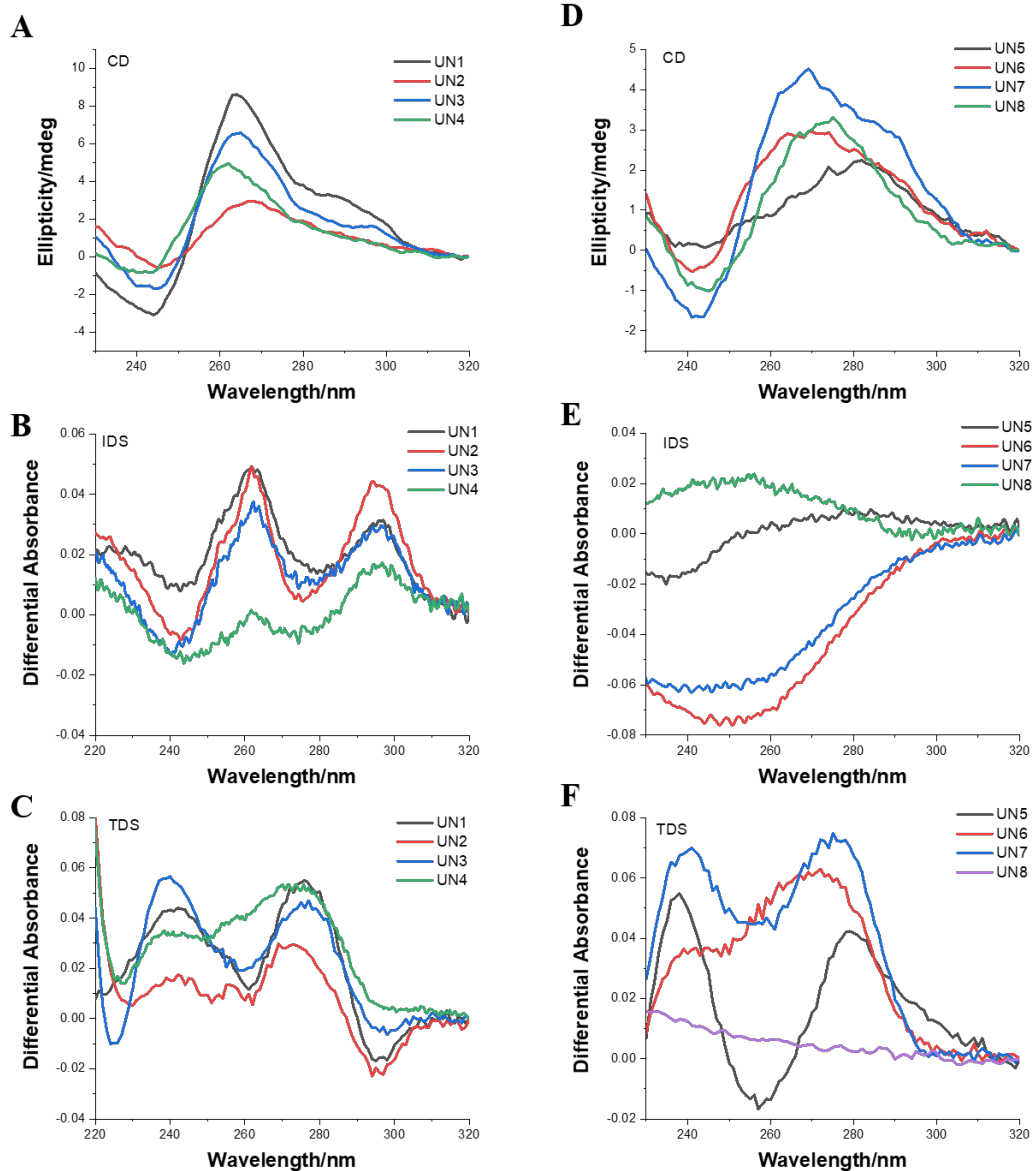 A
CD
UN1
UN2
UN3
UN4
10
8
6
4
2
0
-2
-4
240 260 280 300 320
Ellipticity/mdeg
Wavelength/nm
D
CD
UN5
UN6
UN7
UN8
5
4
3
2
1
0
-1
-2
240 260 280 300 320
Ellipticity/mdeg
Wavelength/nm
B
IDS
UN1
UN2
UN3
UN4
0.06
0.04
0.02
0.00
-0.02
-0.04
220 240 260 280 300 320
Differential Absorbance
Wavelength/nm
E
IDS
UN5
UN6
UN7
UN8
0.04
0.02
0.00
-0.02
-0.04
-0.06
-0.08
240 260 280 300 320
Differential Absorbance
Wavelength/nm
C
TDS
UN1
UN2
UN3
UN4
0.08
0.06
0.04
0.02
0.00
-0.02
-0.04
220 240 260 280 300 320
Differential Absorbance
Wavelength/nm
F
TDS
UN5
UN6
UN7
UN8
0.08
0.06
0.04
0.02
0.00
-0.02
240 260 280 300 320
Differential Absorbance
Wavelength/nm